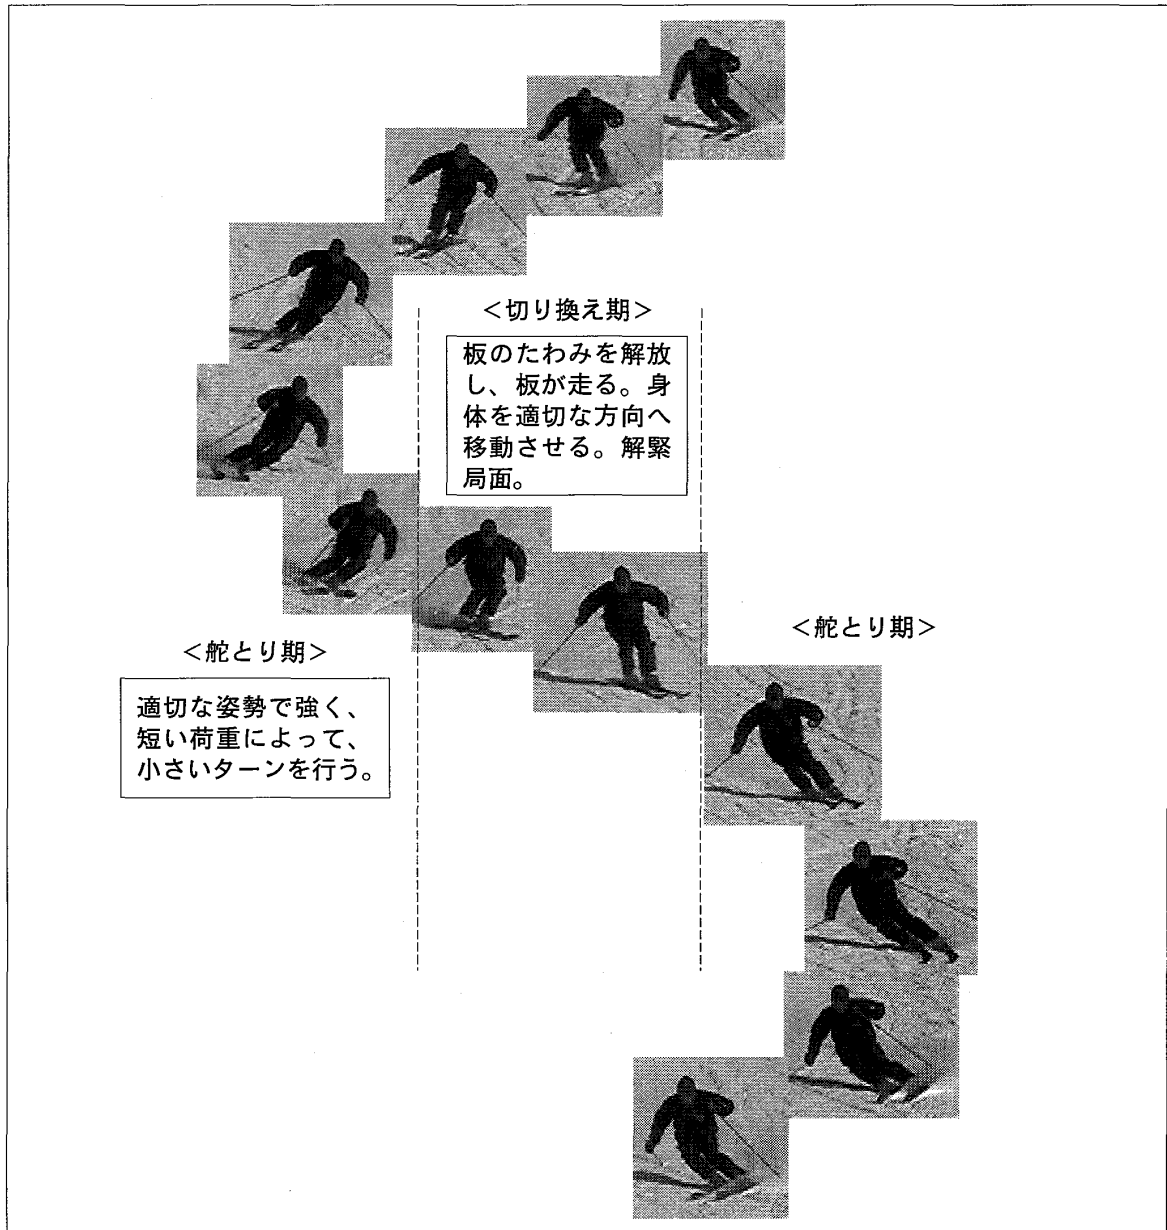 ＜切り換え期＞
板のたわみを解放
し、板が走る。身
体を適切な方向へ
移動させる。解緊
局面。
＜舵とり期＞
＜舵とり期＞
適切な姿勢で強く、
短い荷重によって、
小さいターンを行う。